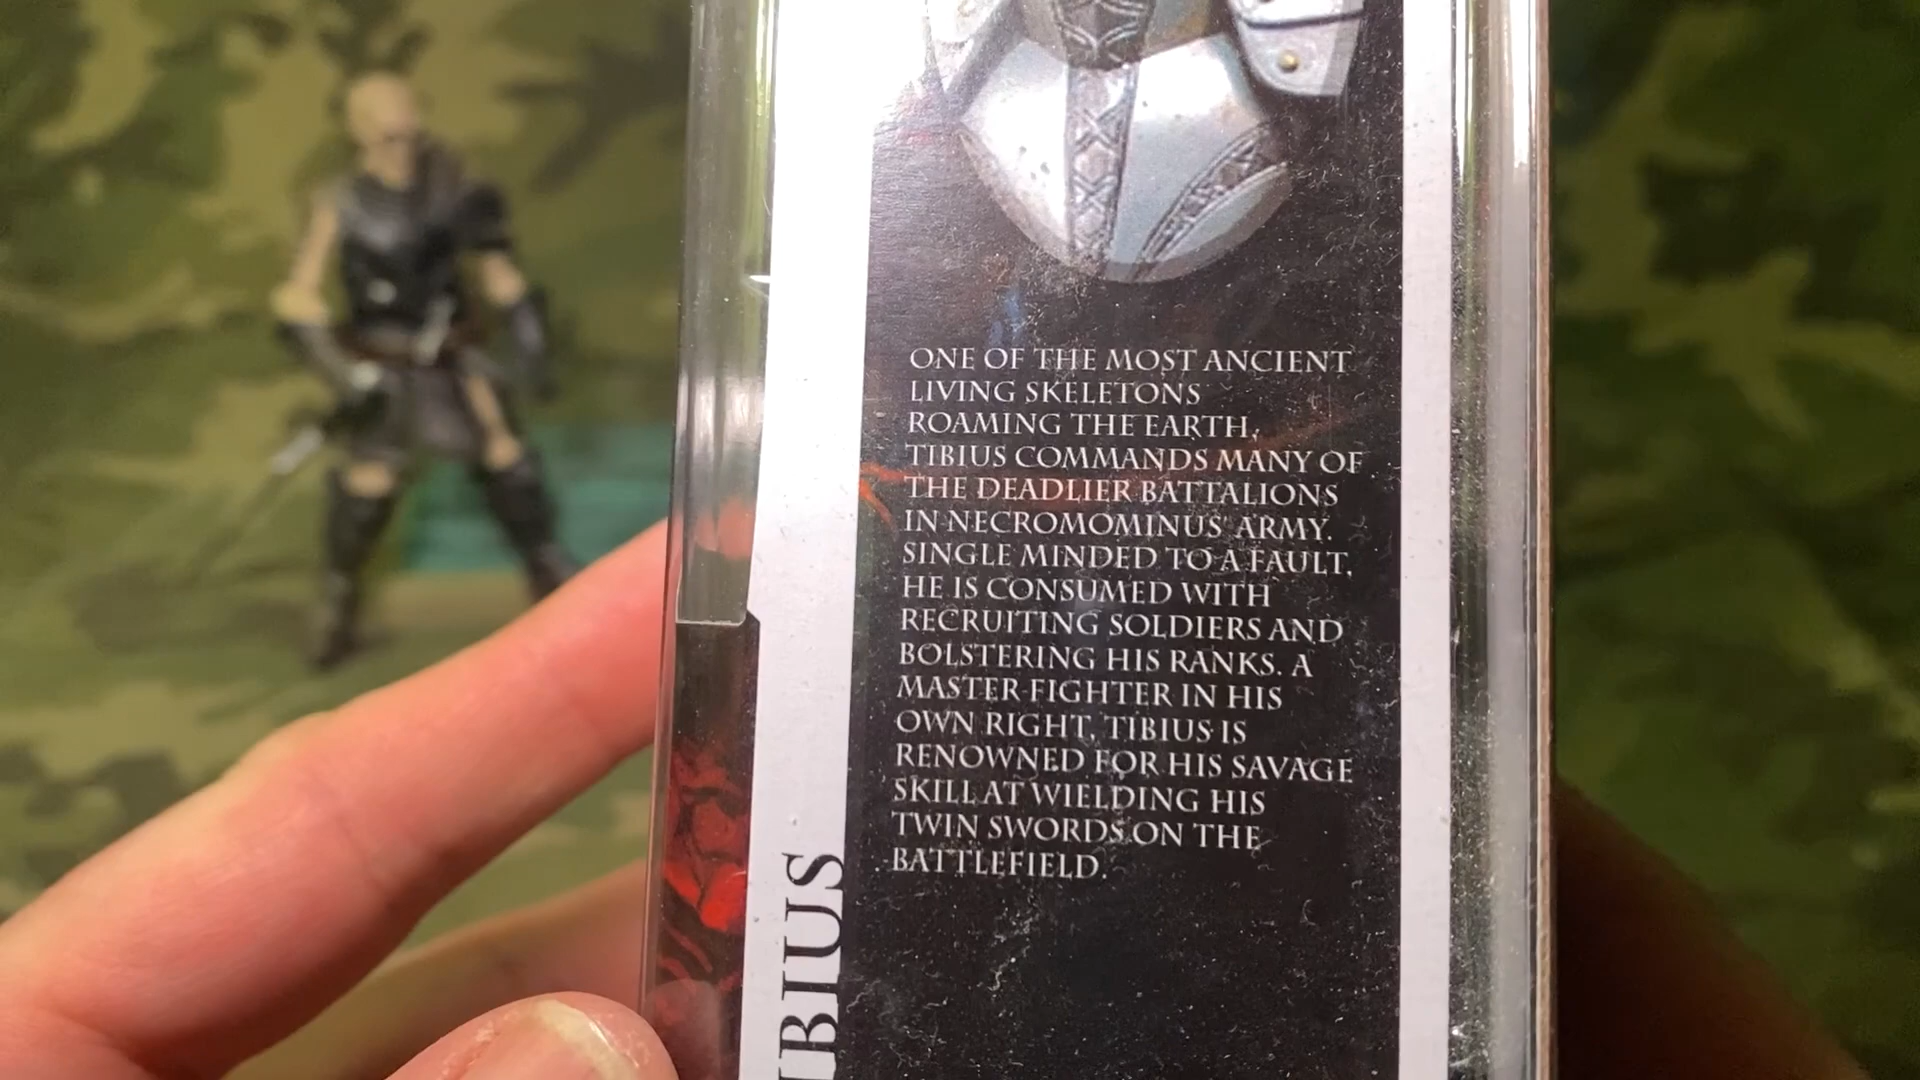 ONE OF THE MOST ANCIENT
LIVING SKELETONS
ROAMING THE EARTH,
TIBIUS COMMANDS MANY OF
THE DEADLIER BATTALIONS
IN NECROMOMINUS' ARMY.
SINGLE MINDED TO A FAULT,
HE IS CONSUMED WITH
RECRUITING SOLDIERS AND
BOLSTERING HIS RANKS. A
MASTER FIGHTER IN HIS
OWN RIGHT, TIBIUS IS
RENOWNED FOR HIS SAVAGE
SKILL AT WIELDING HIS
TWIN SWORDS ON THE
BATTLEFIELD.
IBIUS